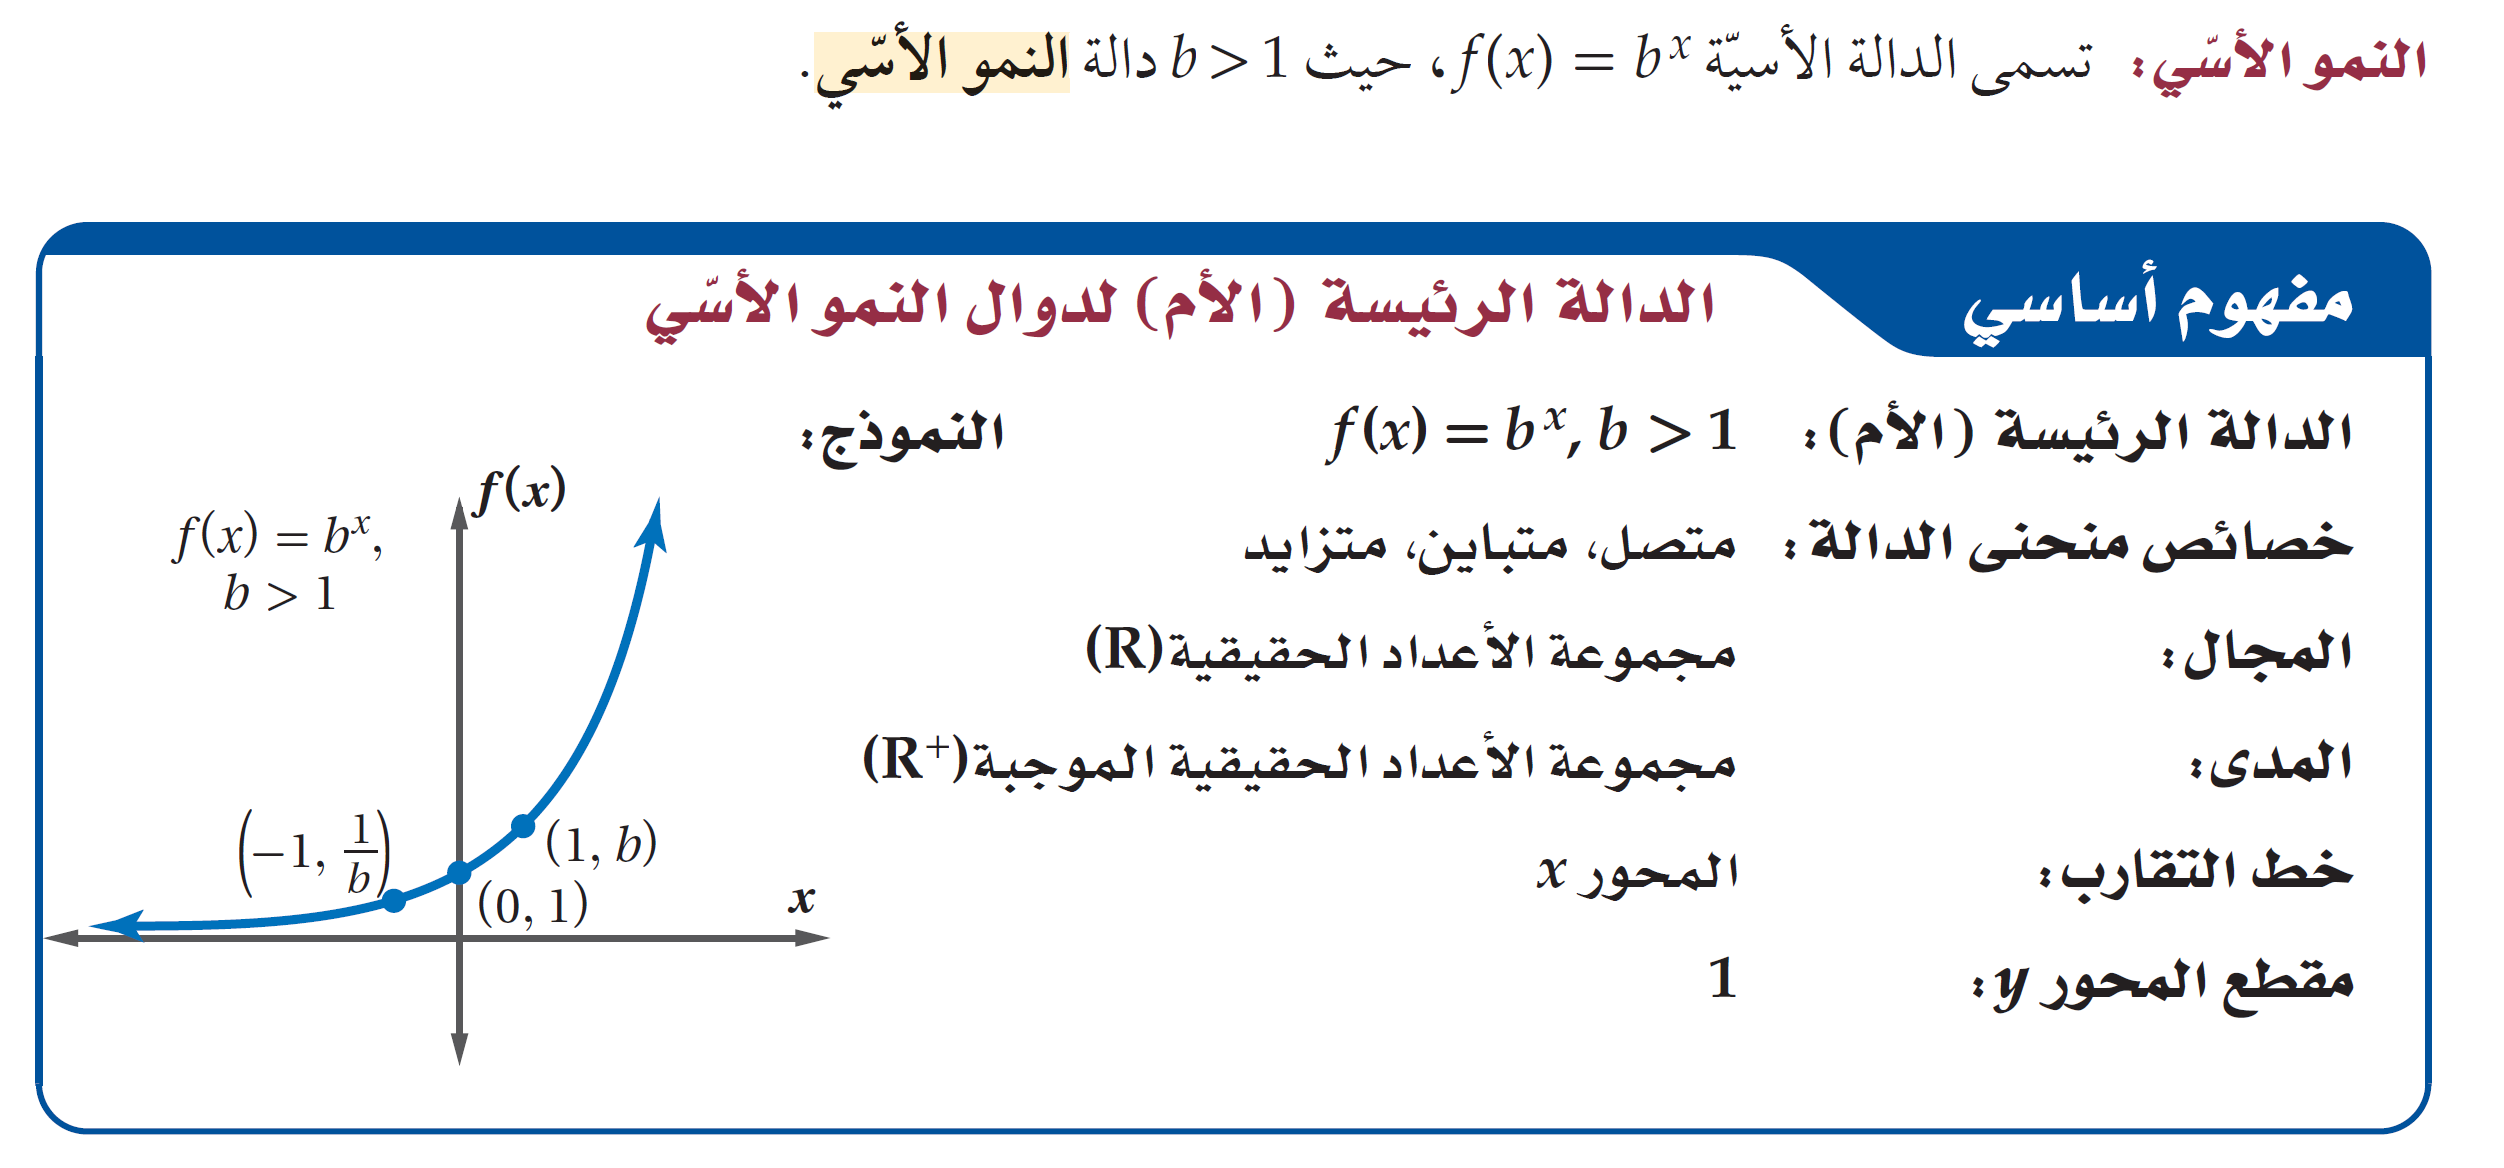 النمو الأسّي: تسمى الدالة الأسيّة f(x) = b^x، حيث b > 1 دالة النمو الأسّي.
مفهوم أساسي
الدالة الرئيسة (الأم) لدوال النمو الأسّي
الدالة الرئيسة (الأم): f(x) = b^x, b > 1
خصائص منحنى الدالة: متصل، متباين، متزايد
المجال: مجموعة الأعداد الحقيقية (R)
المدى: مجموعة الأعداد الحقيقية الموجبة (R^+)
خط التقارب: المحور x
مقطع المحور y: 1
النموذج:
f(x)
f(x) = b^x,
b > 1
(-1, 1/b)
(1, b)
(0, 1)
x